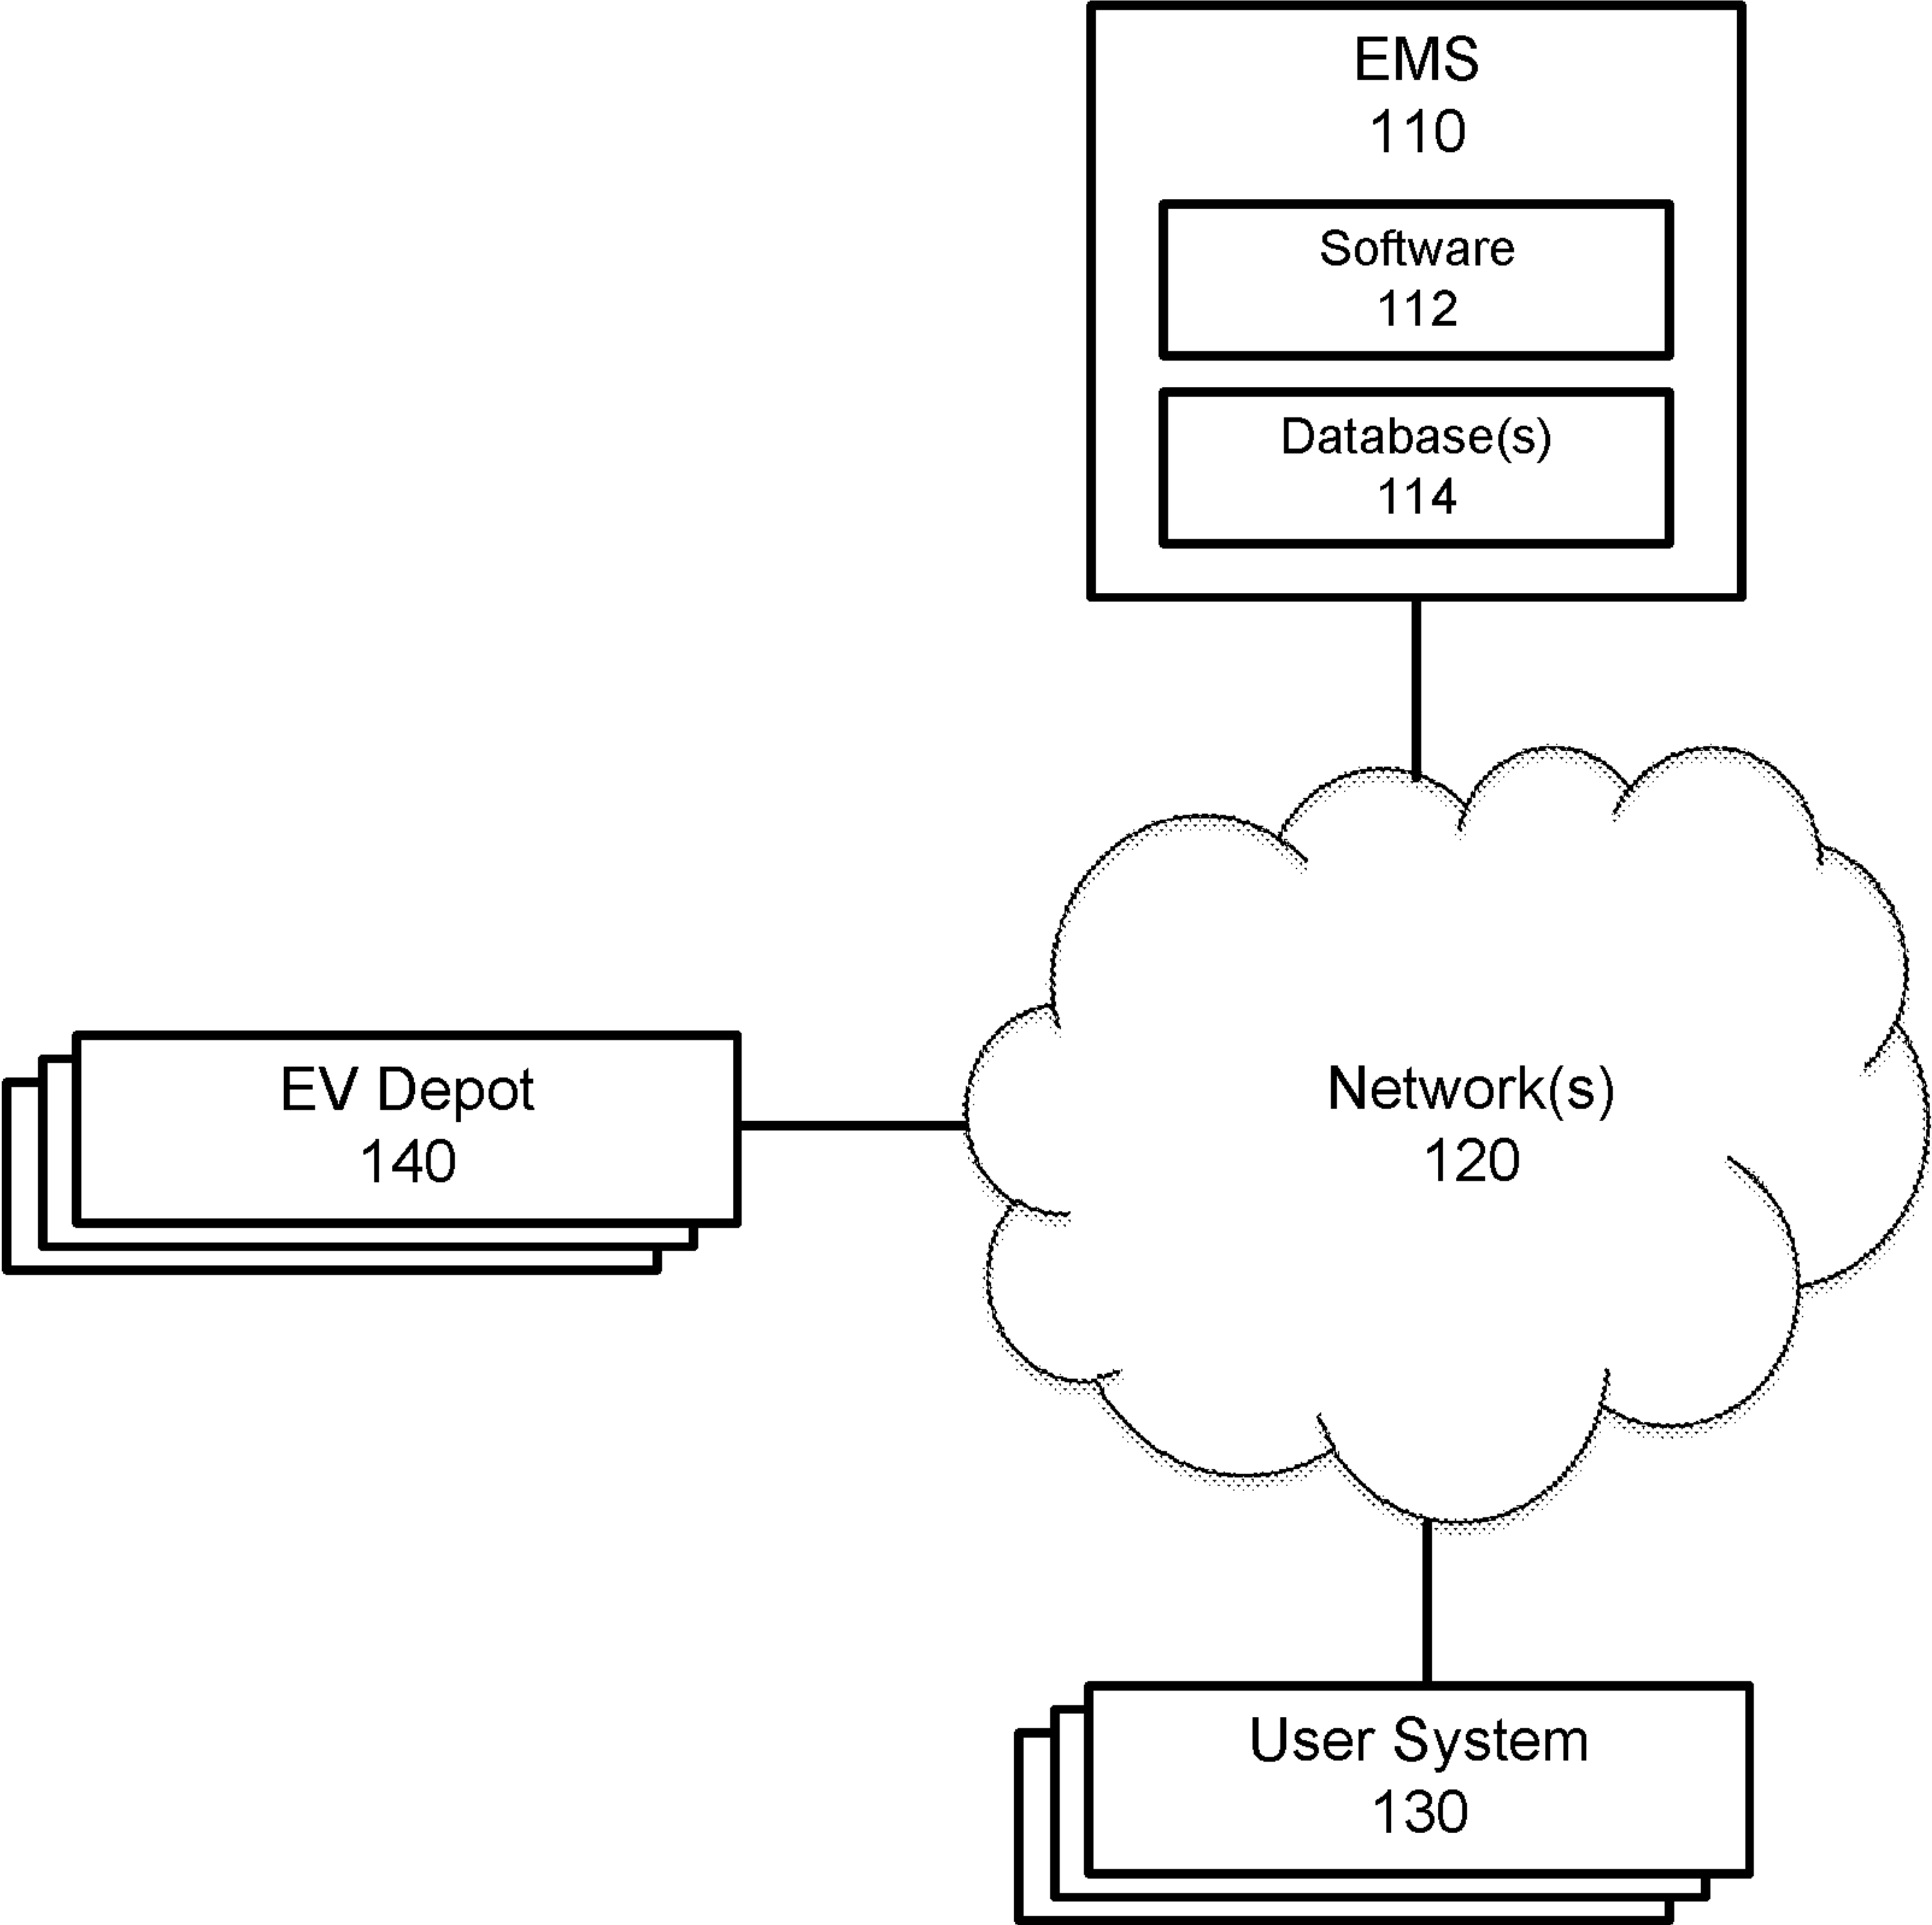 EMS
110
Software
112
Database(s)
114
EV Depot
140
Network(s)
120
User System
130